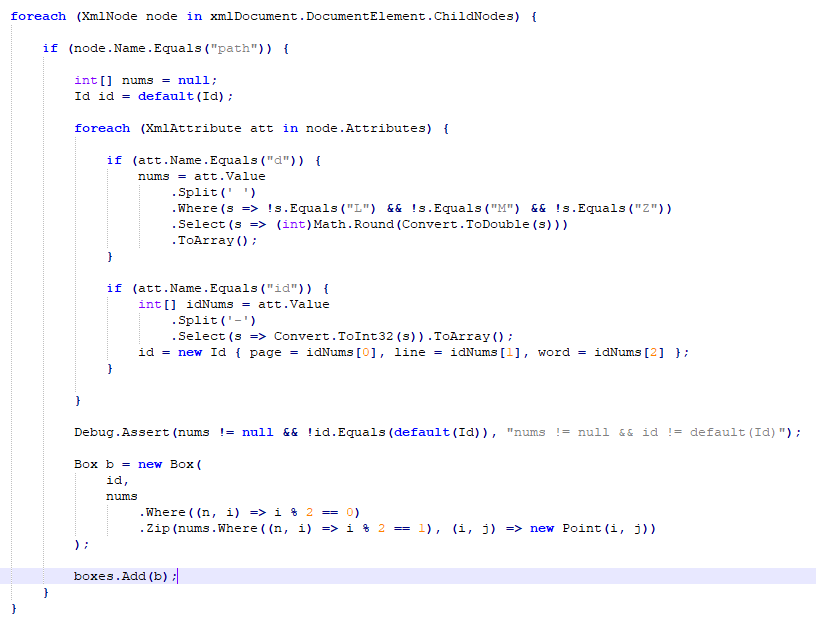 foreach (XmlNode node in xmlDocument.DocumentElement.ChildNodes) {
if (node.Name.Equals("path")) {
int[] nums = null;
Id id = default(Id);
foreach (XmlAttribute att in node.Attributes) {
if (att.Name.Equals("d")) {
nums = att.Value
.Split(' ')
.Where(s => !s.Equals("L") && !s.Equals("M") && !s.Equals("Z"))
.Select(s => (int)Math.Round(Convert.ToDouble(s)))
.ToArray();
}
if (att.Name.Equals("id")) {
int[] idNums = att.Value
.Split('-')
.Select(s => Convert.ToInt32(s)).ToArray();
id = new Id { page = idNums[0], line = idNums[1], word = idNums[2] };
}
}
Debug.Assert(nums != null && !id.Equals(default(Id)), "nums != null && id != default(Id)");
Box b = new Box(
id,
nums
.Where((n, i) => i % 2 == 0)
.Zip(nums.Where((n, i) => i % 2 == 1), (i, j) => new Point(i, j))
);
boxes.Add(b);
}
}